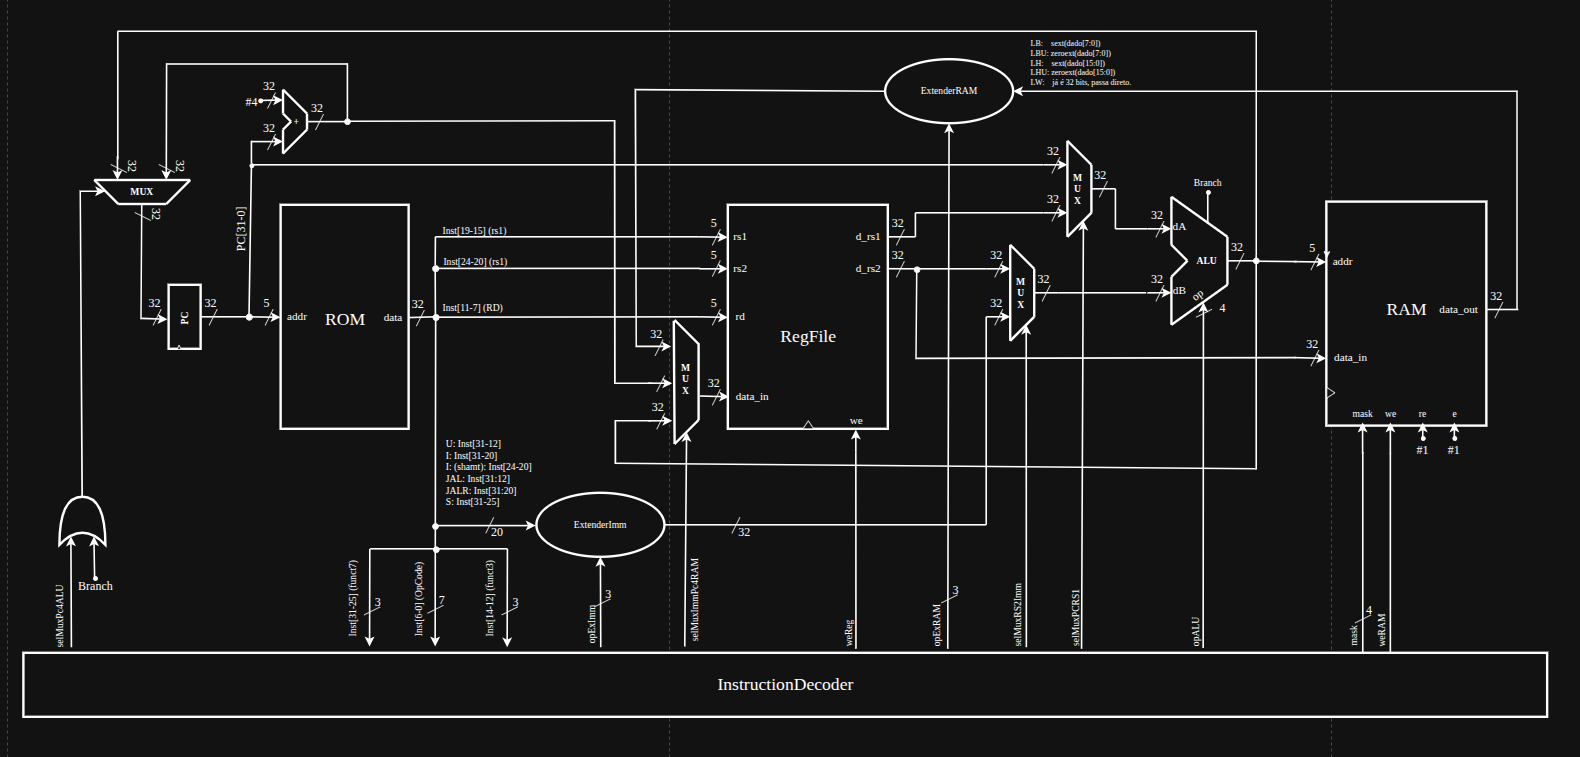 LB: sext(dado[7:0])
LBU: zeroext(dado[7:0])
LH: sext(dado[15:0])
LHU: zeroext(dado[15:0])
LW: já é 32 bits, passa direto.
ExtenderRAM
32
#4
32
+
32
32
32
MUX
32
PC[31-0]
32
PC
32
5
addr
ROM
data
32
Inst[19-15] (rs1)
Inst[24-20] (rs1)
Inst[11-7] (RD)
5
rs1
5
rs2
5
rd
RegFile
d_rs1
32
d_rs2
32
32
MUX
32
32
data_in
we
32
32
MUX
32
32
32
MUX
32
Branch
32
dA
32
dB
ALU
op
4
32
5
addr
RAM
data_out
32
32
data_in
mask
we
re
e
#1
#1
U: Inst[31-12]
I: Inst[31-20]
I: (shamt): Inst[24-20]
JAL: Inst[31:12]
JALR: Inst[31:20]
S: Inst[31-25]
20
ExtenderImm
32
Branch
selMuxPc4ALU
Inst[31-25] (funct7)
3
Inst[6-0] (OpCode)
7
Inst[14-12] (funct3)
3
opExImm
3
selMuxImmPc4RAM
weReg
opExRAM
3
selMuxRS2Imm
selMuxPCRS1
opALU
mask
4
weRAM
InstructionDecoder